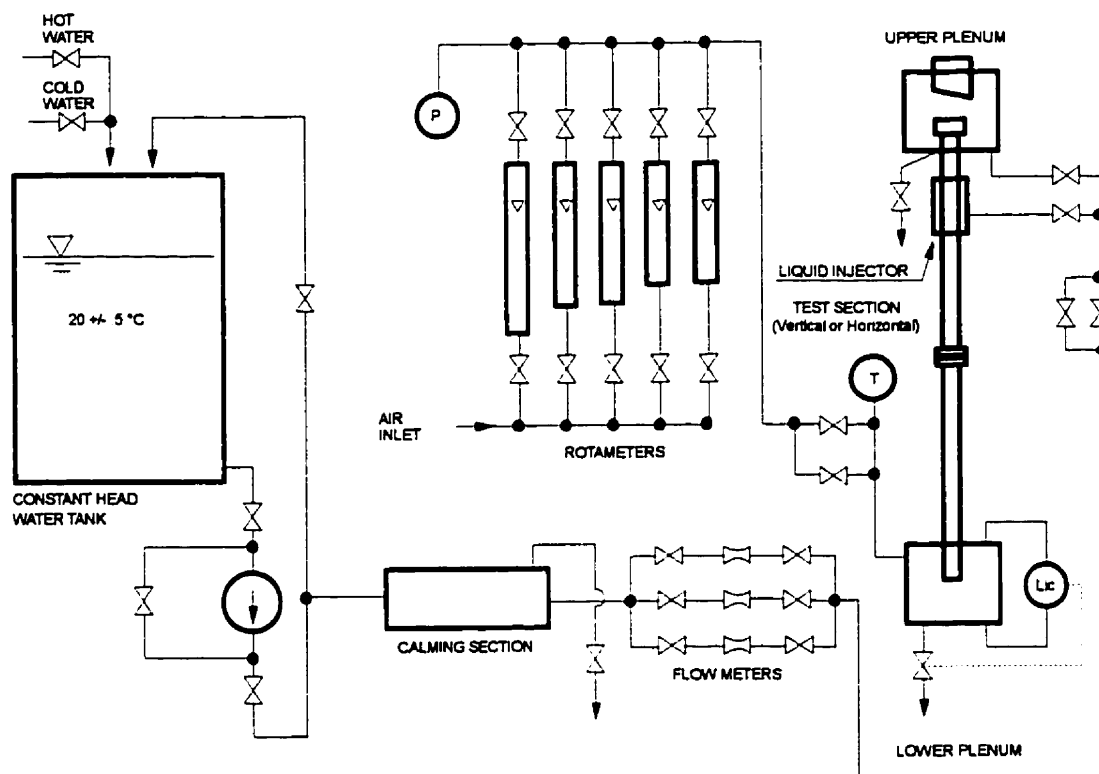 HOT
WATER
COLD
WATER
20 +/- 5 °C
CONSTANT HEAD
WATER TANK
P
AIR
INLET
ROTAMETERS
CALMING SECTION
FLOW METERS
UPPER PLENUM
LIQUID INJECTOR
TEST SECTION
(Vertical or Horizontal)
T
Lic
LOWER PLENUM